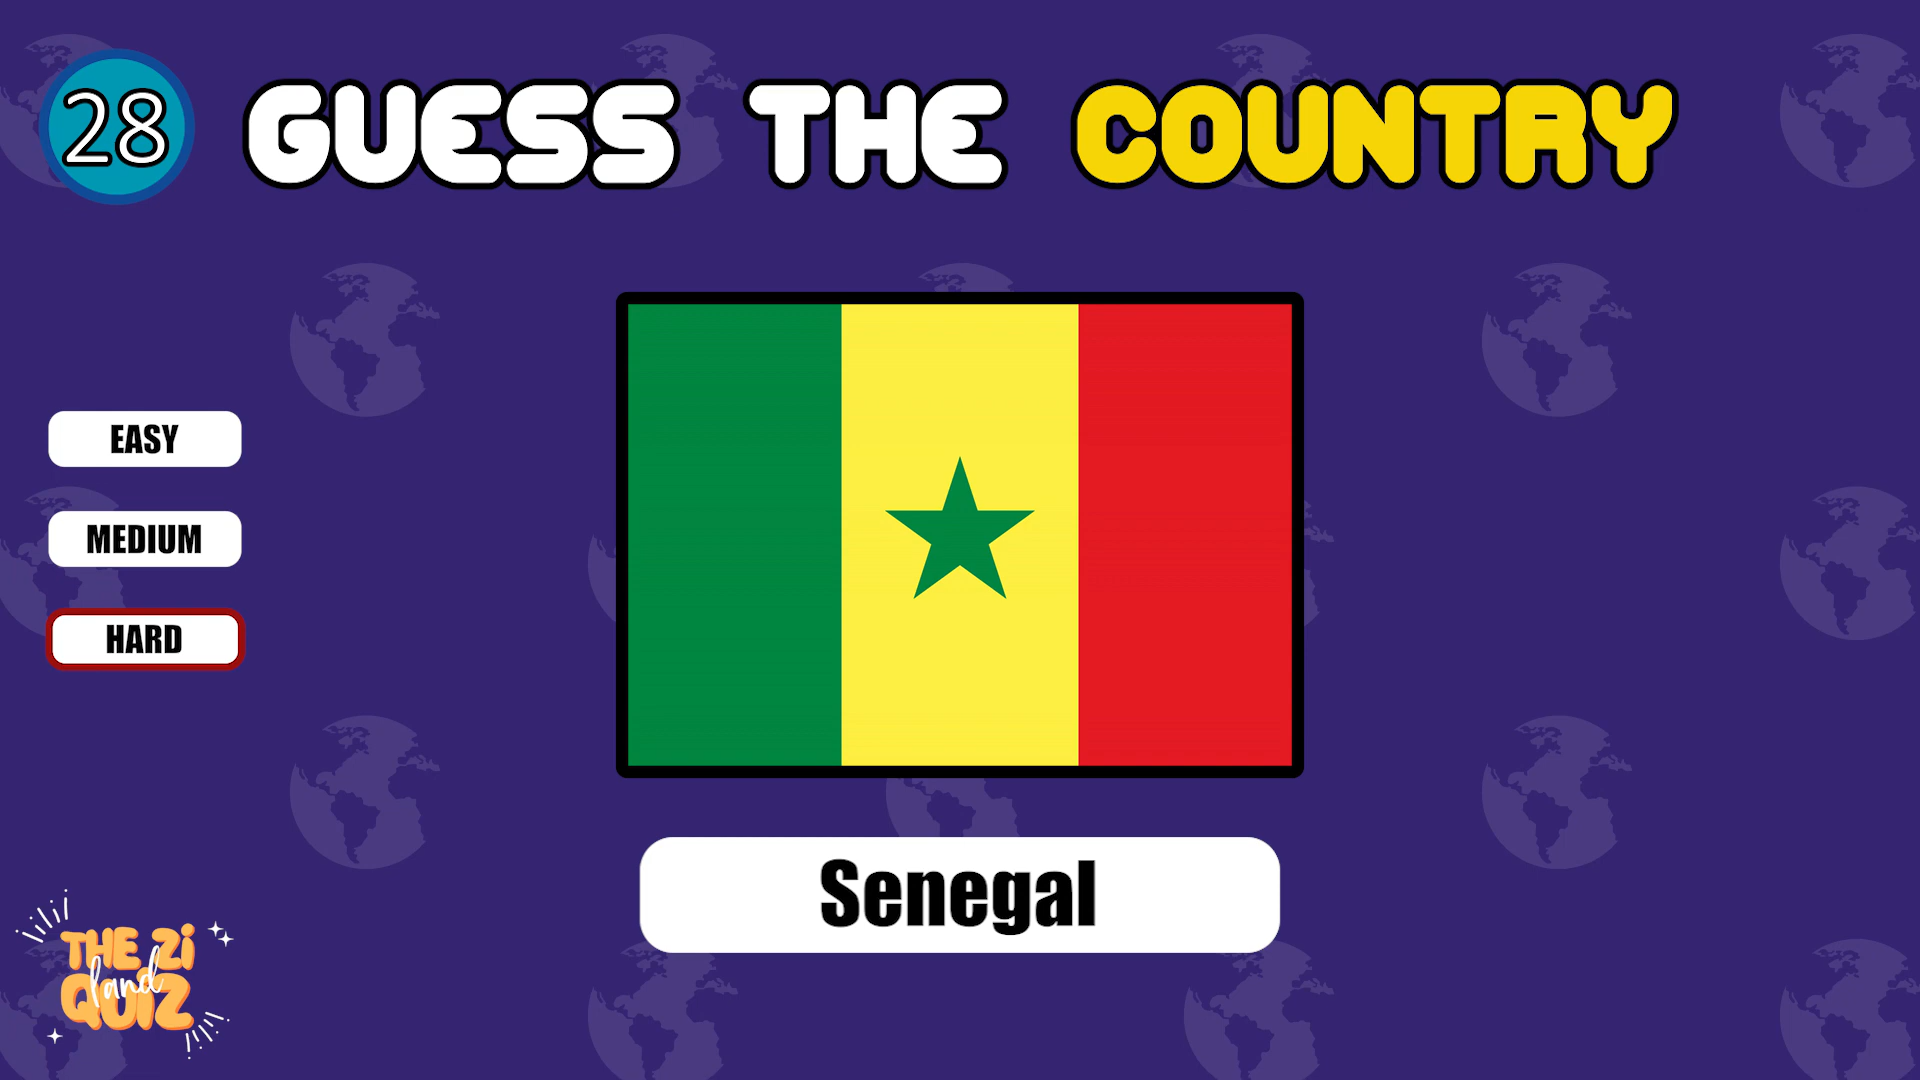 28
GUESS THE COUNTRY
EASY
MEDIUM
HARD
Senegal
THE Zi
land
QUiZ